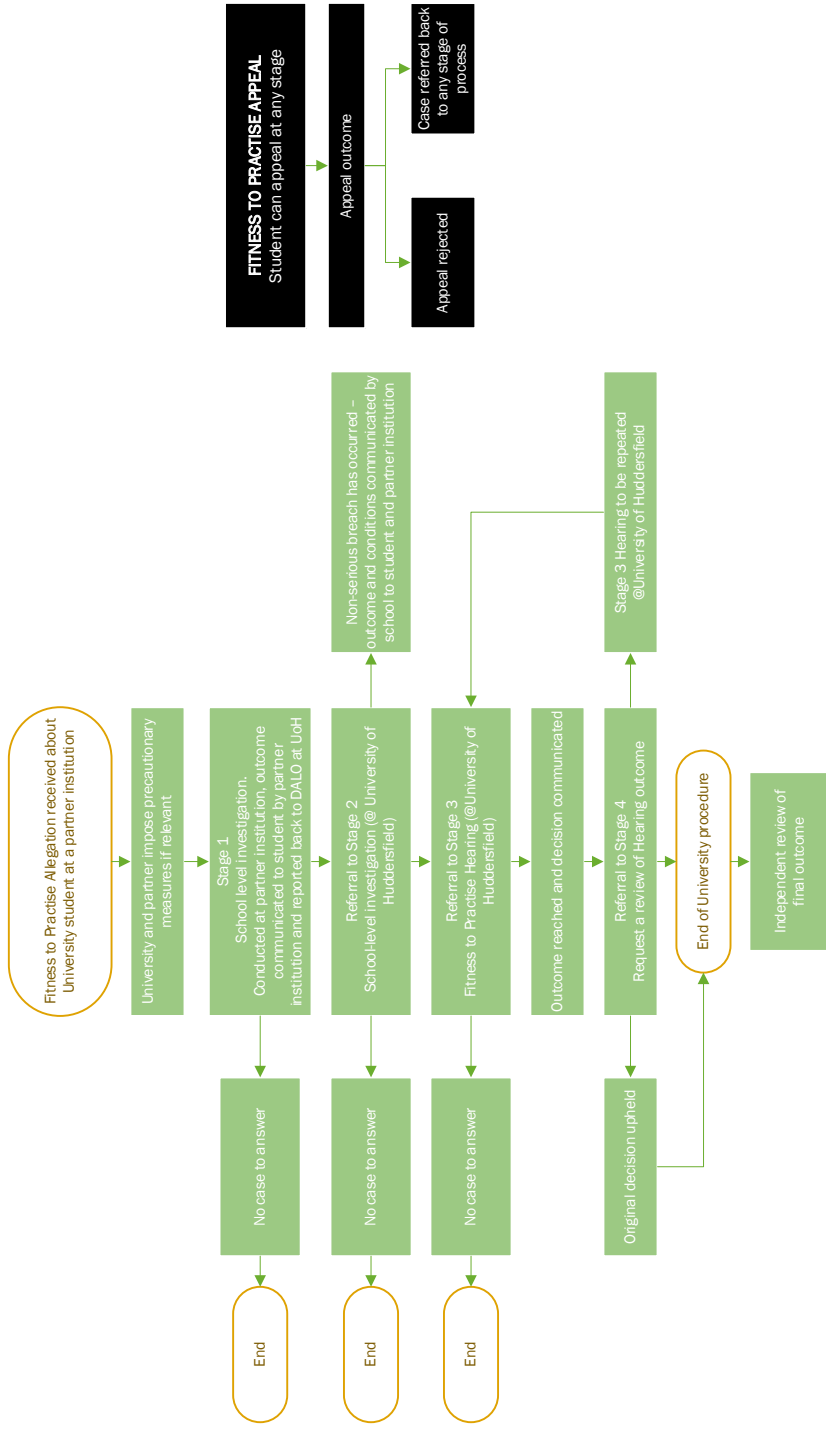 Fitness to Practise Allegation received about
University student at a partner institution
University and partner impose precautionary
measures if relevant
Stage 1
School level investigation.
Conducted at partner institution, outcome
communicated to student by partner
institution and reported back to DALO at UoH
No case to answer
End
Referral to Stage 2
School-level Investigation (@ University of
Huddersfield)
No case to answer
End
Non-serious breach has occurred –
outcome and conditions communicated by
school to student and partner institution
Referral to Stage 3
Fitness to Practise Hearing (@University of
Huddersfield)
No case to answer
End
Outcome reached and decision communicated
Referral to Stage 4
Request a review of Hearing outcome
Original decision upheld
Stage 3 Hearing to be repeated
@University of Huddersfield
End of University procedure
Independent review of
final outcome
FITNESS TO PRACTISE APPEAL
Student can appeal at any stage
Appeal outcome
Appeal rejected
Case referred back
to any stage of
process